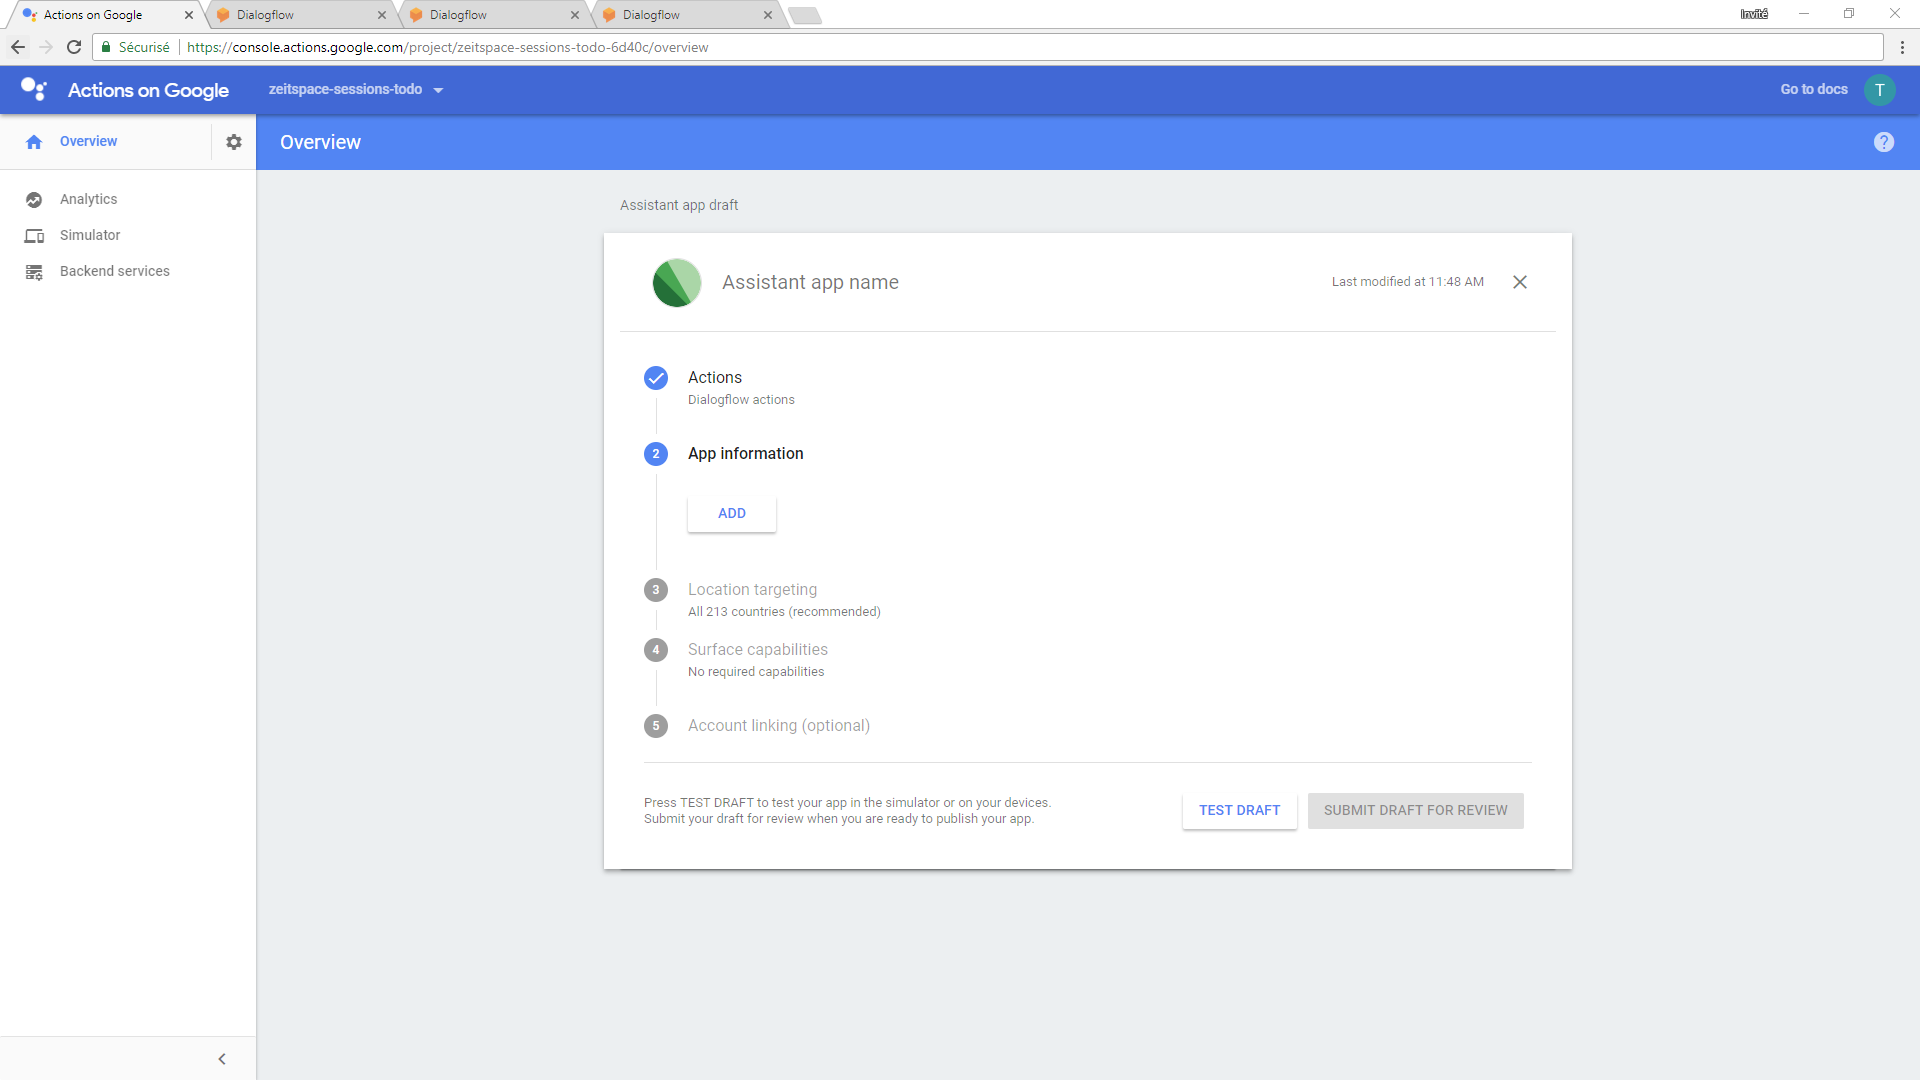 Actions on Google
Dialogflow
Dialogflow
Dialogflow
Invité
Sécurisé
https://console.actions.google.com/project/zeitspace-sessions-todo-6d40c/overview
Actions on Google
zeitspace-sessions-todo
Go to docs
T
Overview
Overview
?
Analytics
Simulator
Backend services
Assistant app draft
Assistant app name
Last modified at 11:48 AM
Actions
Dialogflow actions
2
App information
ADD
3
Location targeting
All 213 countries (recommended)
4
Surface capabilities
No required capabilities
5
Account linking (optional)
Press TEST DRAFT to test your app in the simulator or on your devices.
Submit your draft for review when you are ready to publish your app.
TEST DRAFT
SUBMIT DRAFT FOR REVIEW